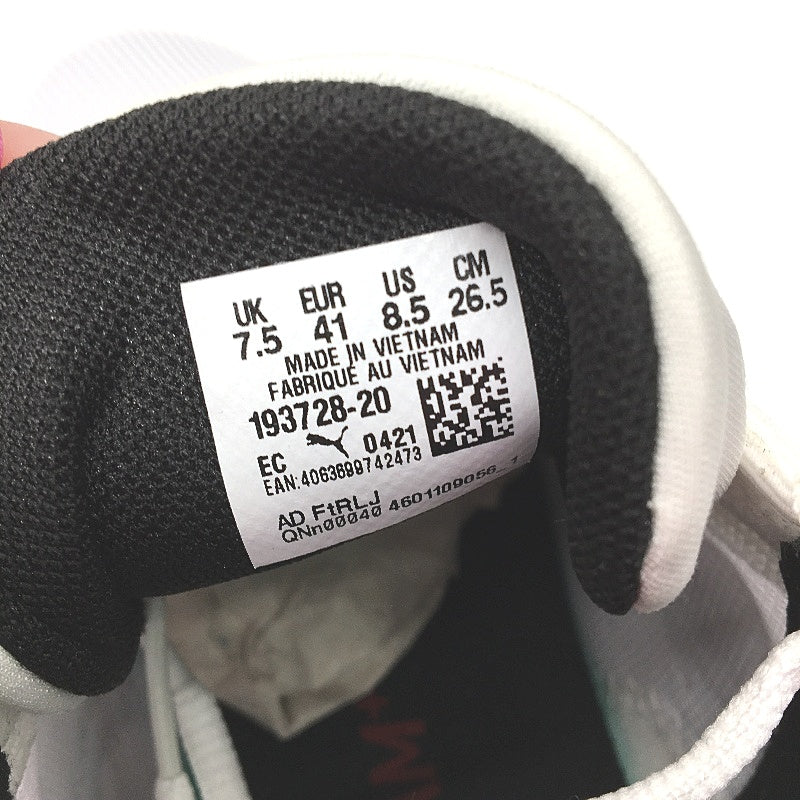 UK EUR US CM
7.5 41 8.5 26.5
MADE IN VIETNAM
FABRIQUÉ AU VIETNAM
193728-20
EC 0421
EAN:4063699742473
AD FtRLJ
QNn00040 4601109056_1